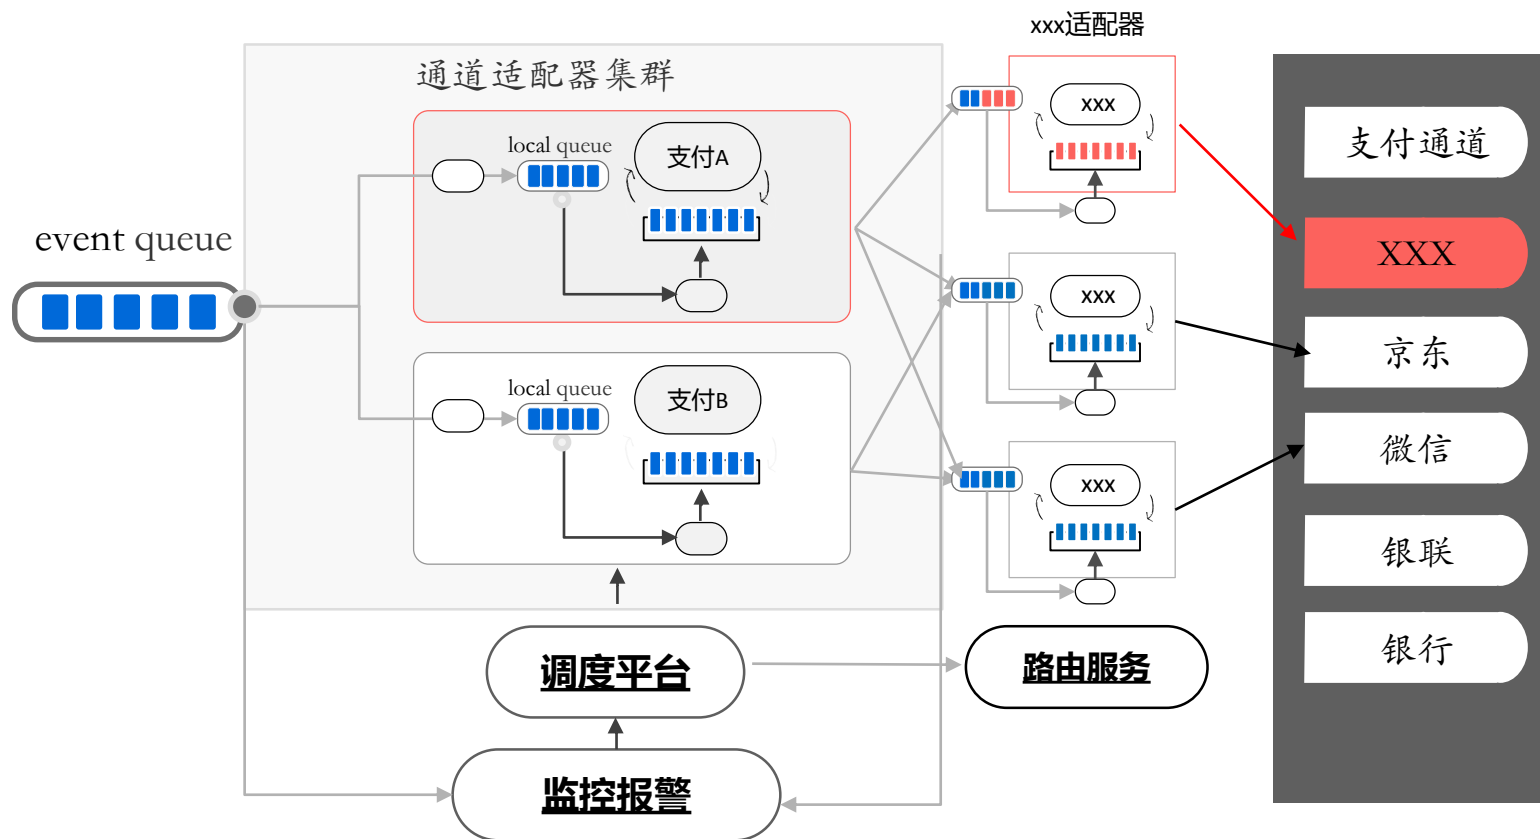 xxx适配器
通道适配器集群
local queue
支付A
event queue
local queue
支付B
调度平台
监控报警
xxx
xxx
xxx
路由服务
支付通道
XXX
京东
微信
银联
银行